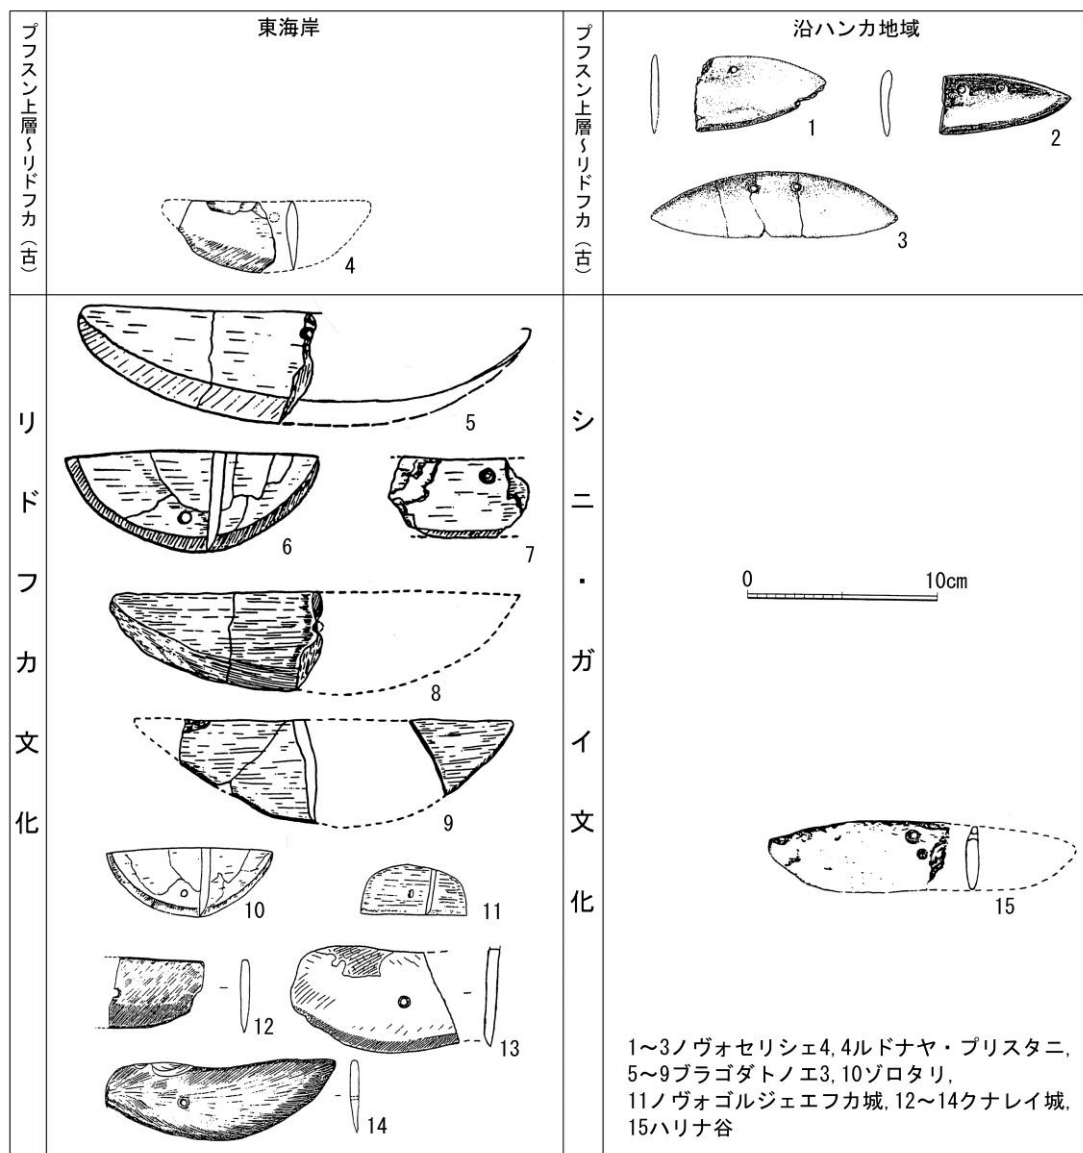 東海岸
沿ハンカ地域
プフスン上層～リドフカ（古）
プフスン上層～リドフカ（古）
1
2
3
4
リドフカ文化
シニ・ガイ文化
5
6
7
0 10cm
8
9
10
11
15
12
13
14
1～3ノヴォセリシェ4,4ルドナヤ・プリスタニ,
5～9ブラゴダトノエ3,10ゾロタリ,
11ノヴォゴルジェエフカ城,12～14クナレイ城,
15ハリナ谷